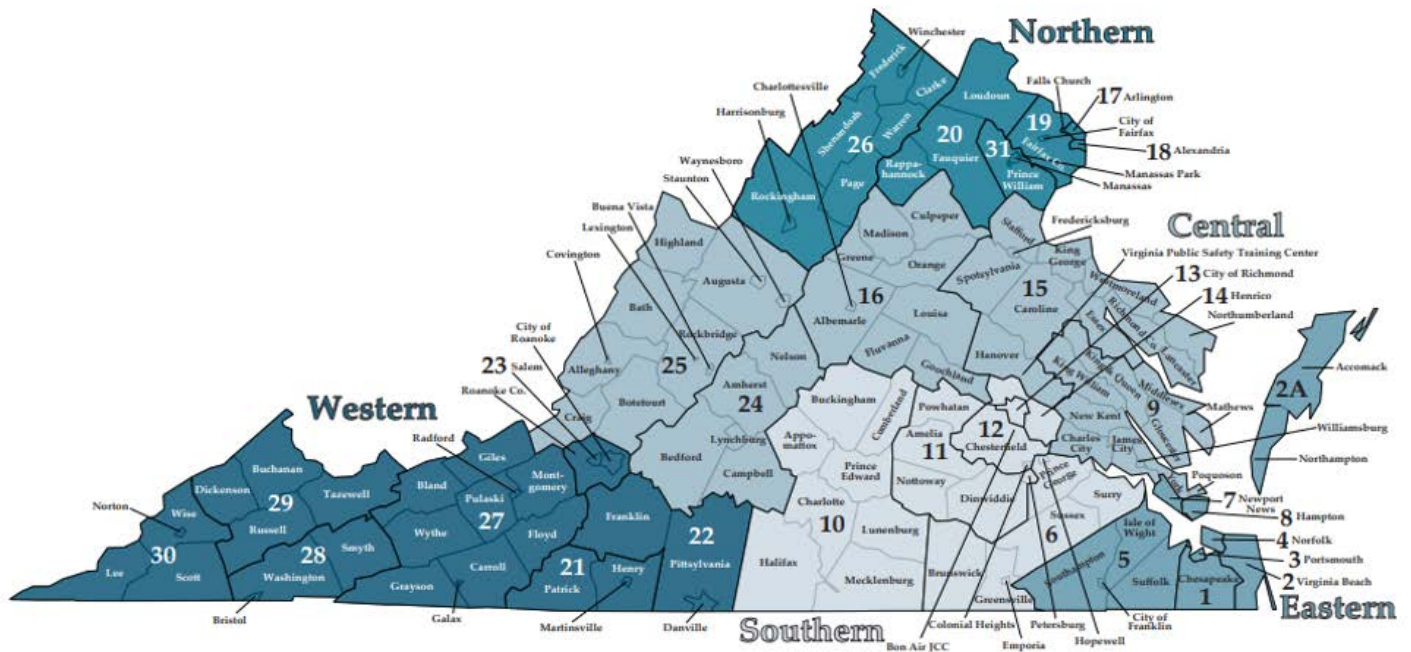 Northern
Winchester
Frederick
Clarke
Loudoun
Falls Church
17 Arlington
Charlottesville
Harrisonburg
Shenandoah
Warren
26
20
Fauquier
19
Fairfax Co.
City of
Fairfax
18 Alexandria
31
Prince
William
Manassas Park
Manassas
Waynesboro
Staunton
Rockingham
Page
Rappa-
hannock
Buena Vista
Lexington
Covington
Highland
Augusta
Bath
Rockbridge
Alleghany
25
Botetourt
Craig
Culpeper
Madison
Greene
Orange
16
Albemarle
Louisa
Fluvanna
Goochland
Nelson
Amherst
24
Lynchburg
Bedford
Campbell
Central
Stafford
Fredericksburg
King
George
Spotsylvania
15
Caroline
Hanover
Westmoreland
Richmond Co.
Essex
Northumberland
Lancaster
Virginia Public Safety Training Center
13 City of Richmond
14 Henrico
King & Queen
King William
Middlesex
9
Gloucester
Mathews
New Kent
Charles
City
James
City
Williamsburg
York
Poquoson
Accomack
2A
Northampton
7 Newport
News
8 Hampton
4 Norfolk
3 Portsmouth
2 Virginia Beach
Eastern
Isle of
Wight
5
Southampton
Suffolk
Chesapeake
1
City of
Franklin
City of
Roanoke
23 Salem
Roanoke Co.
Western
Radford
Giles
Buchanan
Dickenson
29
Tazewell
Russell
Norton
Wise
30
Lee
Scott
28
Smyth
Washington
Bristol
Bland
Mont-
gomery
Pulaski
27
Wythe
Floyd
Carroll
Grayson
Galax
Franklin
21
Patrick
Henry
Martinsville
22
Pittsylvania
Danville
Southern
Buckingham
Cumberland
Appo-
mattox
Prince
Edward
Charlotte
10
Lunenburg
Halifax
Mecklenburg
Powhatan
Amelia
11
Nottoway
12
Chesterfield
Dinwiddie
Brunswick
Prince
George
6
Surry
Sussex
Greensville
Bon Air JCC
Colonial Heights
Emporia
Petersburg
Hopewell